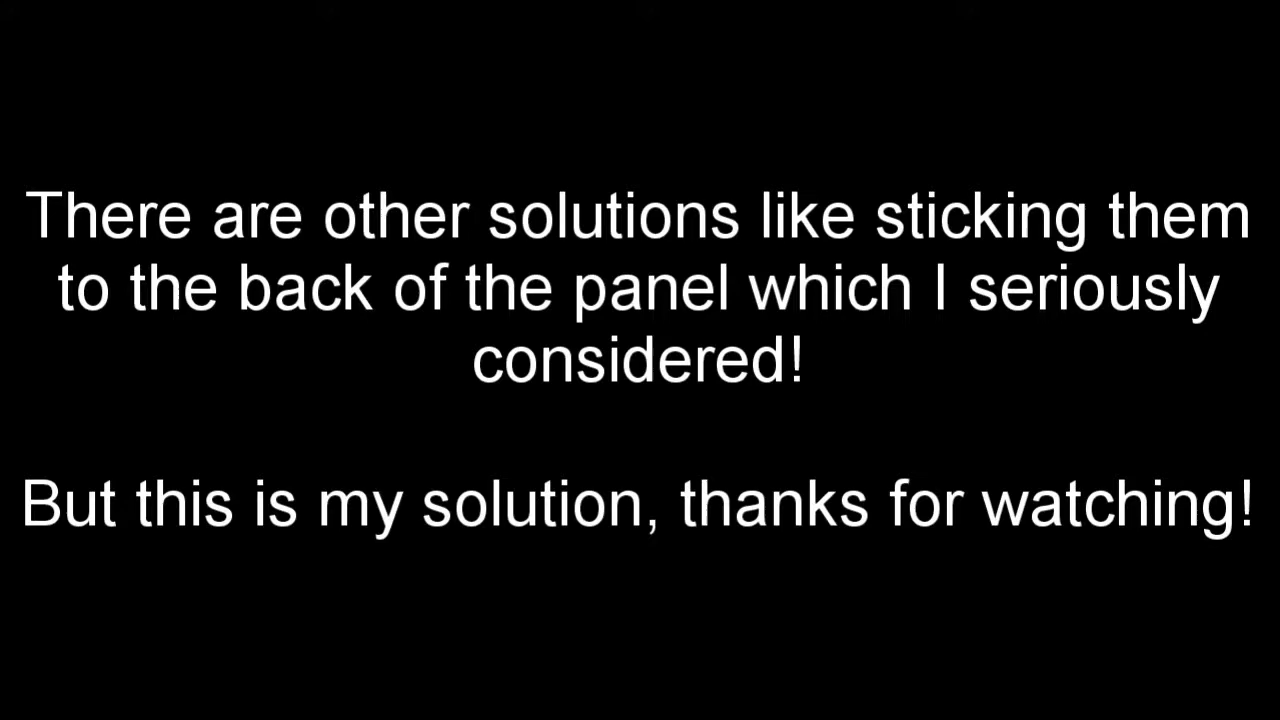 There are other solutions like sticking them
to the back of the panel which I seriously
considered!
But this is my solution, thanks for watching!